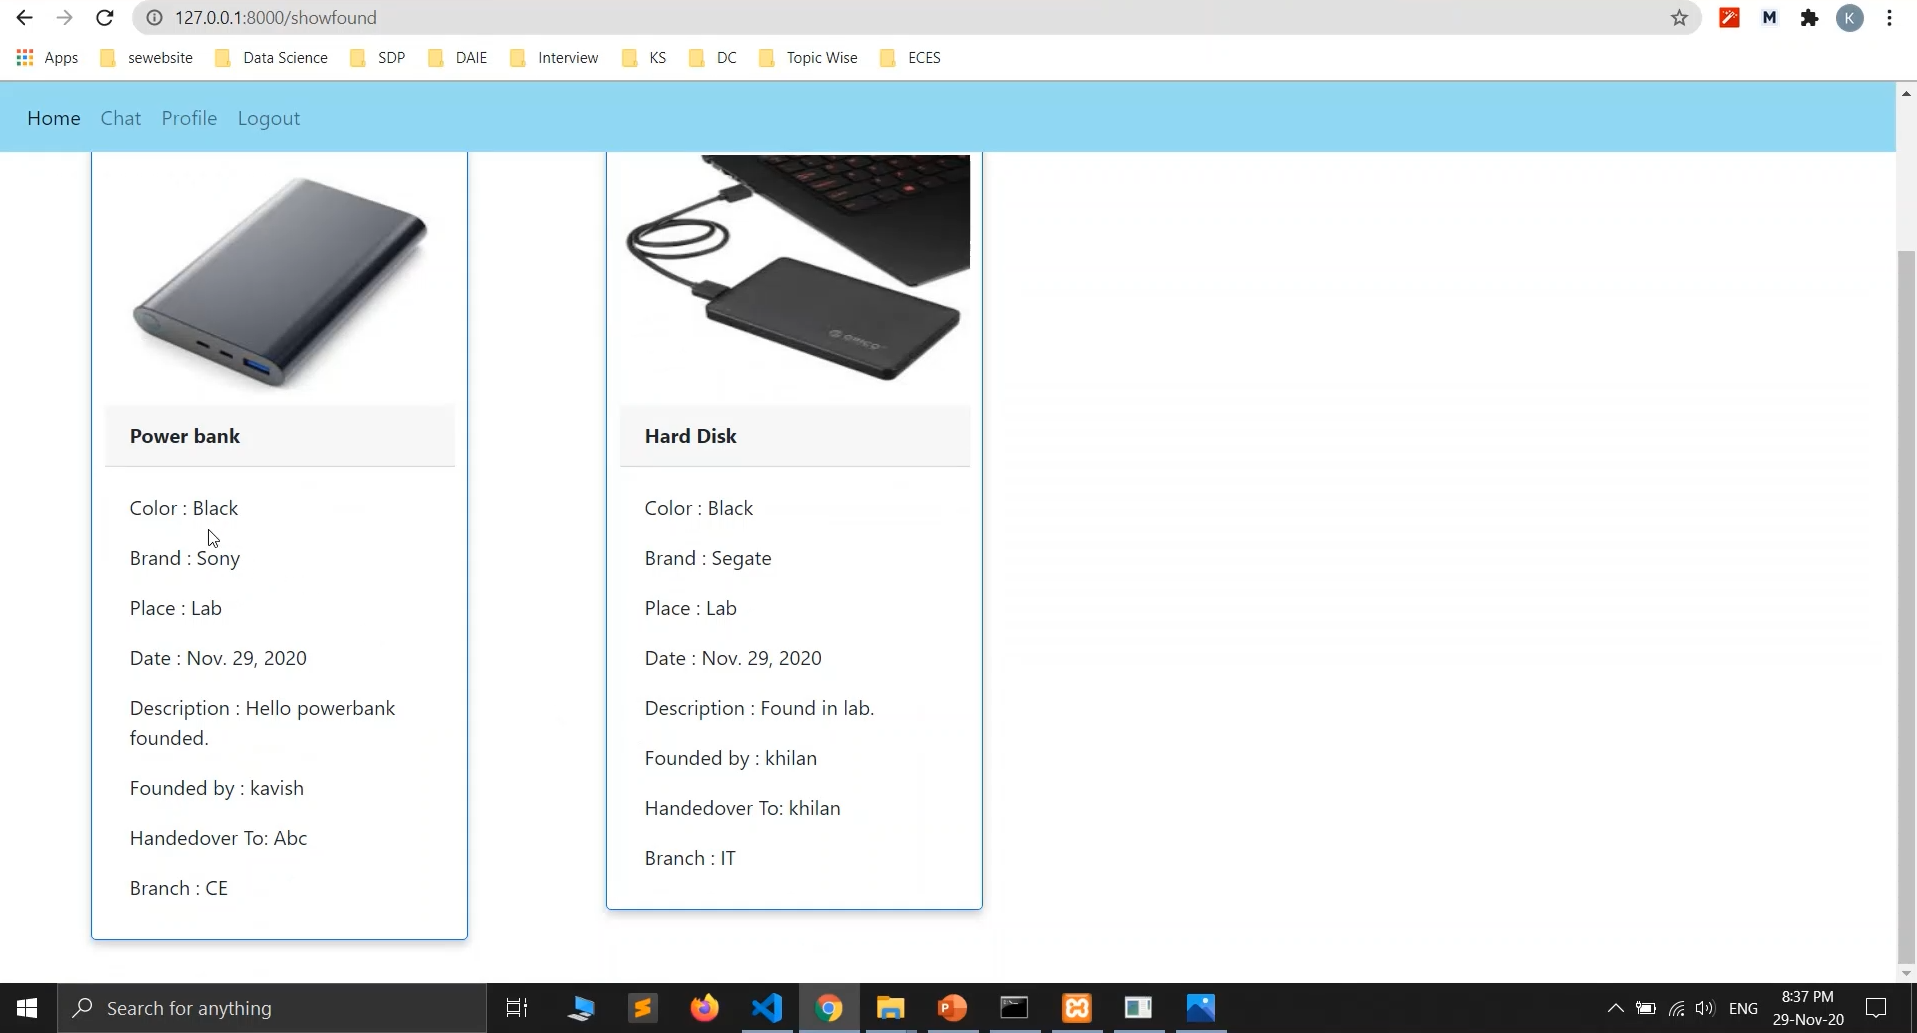 127.0.0.1:8000/showfound
K
Apps
sewebsite
Data Science
SDP
DAIE
Interview
KS
DC
Topic Wise
ECES
M
Home
Chat
Profile
Logout
ORICO
Power bank
Color : Black
Brand : Sony
Place : Lab
Date : Nov. 29, 2020
Description : Hello powerbank
founded.
Founded by : kavish
Handedover To: Abc
Branch : CE
Hard Disk
Color : Black
Brand : Segate
Place : Lab
Date : Nov. 29, 2020
Description : Found in lab.
Founded by : khilan
Handedover To: khilan
Branch : IT
Search for anything
ENG
8:37 PM
29-Nov-20